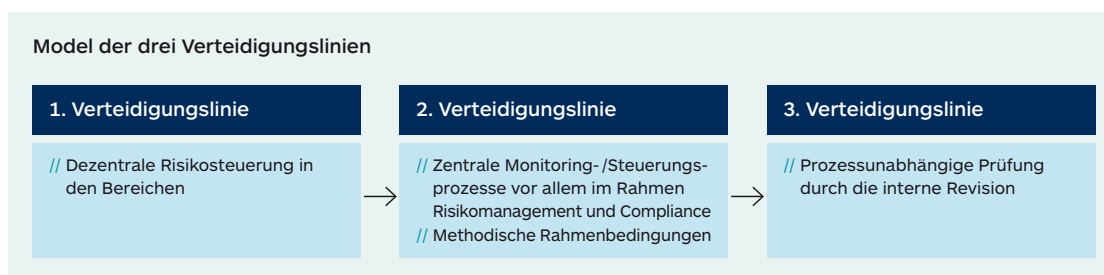 Model der drei Verteidigungslinien
1. Verteidigungslinie
// Dezentrale Risikosteuerung in
den Bereichen
2. Verteidigungslinie
// Zentrale Monitoring-/Steuerungs-
prozesse vor allem im Rahmen
Risikomanagement und Compliance
// Methodische Rahmenbedingungen
3. Verteidigungslinie
// Prozessunabhängige Prüfung
durch die interne Revision